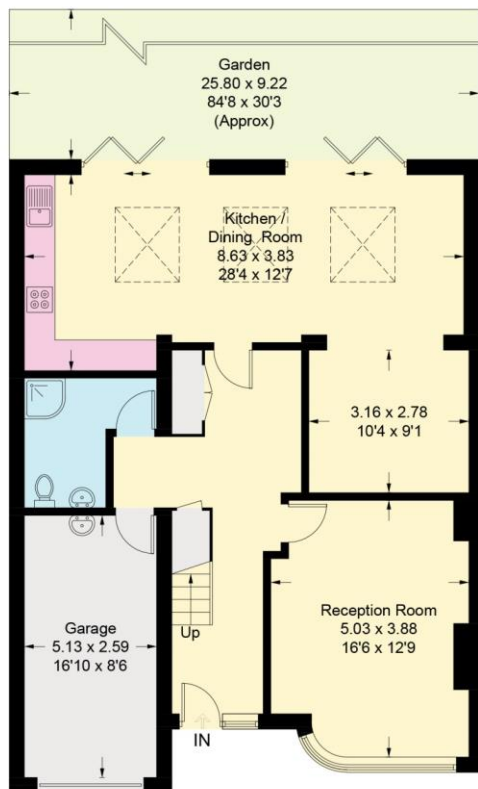 Garden
25.80 x 9.22
84'8 x 30'3
(Approx)
Kitchen /
Dining Room
8.63 x 3.83
28'4 x 12'7
3.16 x 2.78
10'4 x 9'1
Reception Room
5.03 x 3.88
16'6 x 12'9
Garage
5.13 x 2.59
16'10 x 8'6
Up
IN